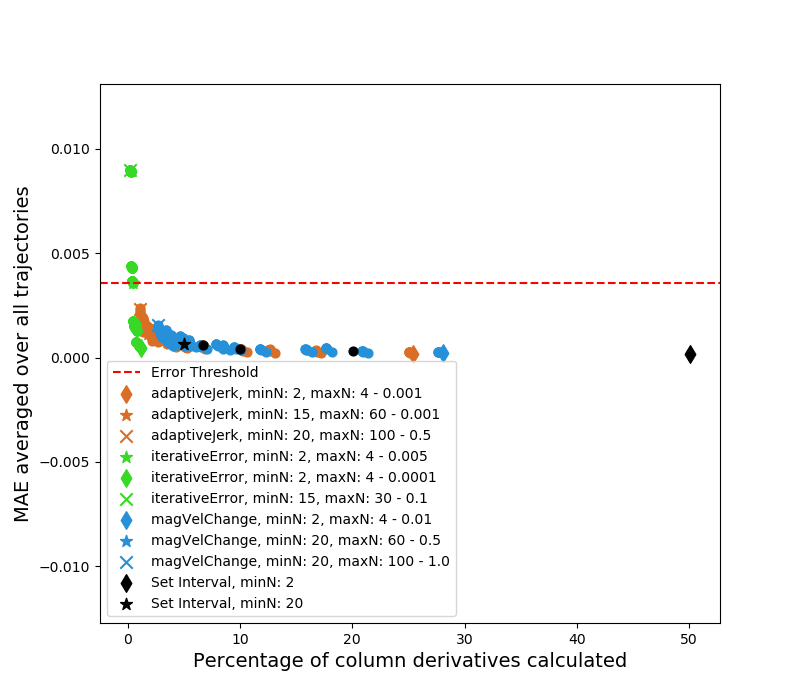 MAE averaged over all trajectories
0.010
0.005
0.000
−0.005
−0.010
Error Threshold
adaptiveJerk, minN: 2, maxN: 4 - 0.001
adaptiveJerk, minN: 15, maxN: 60 - 0.001
adaptiveJerk, minN: 20, maxN: 100 - 0.5
iterativeError, minN: 2, maxN: 4 - 0.005
iterativeError, minN: 2, maxN: 4 - 0.0001
iterativeError, minN: 15, maxN: 30 - 0.1
magVelChange, minN: 2, maxN: 4 - 0.01
magVelChange, minN: 20, maxN: 60 - 0.5
magVelChange, minN: 20, maxN: 100 - 1.0
Set Interval, minN: 2
Set Interval, minN: 20
0 10 20 30 40 50
Percentage of column derivatives calculated